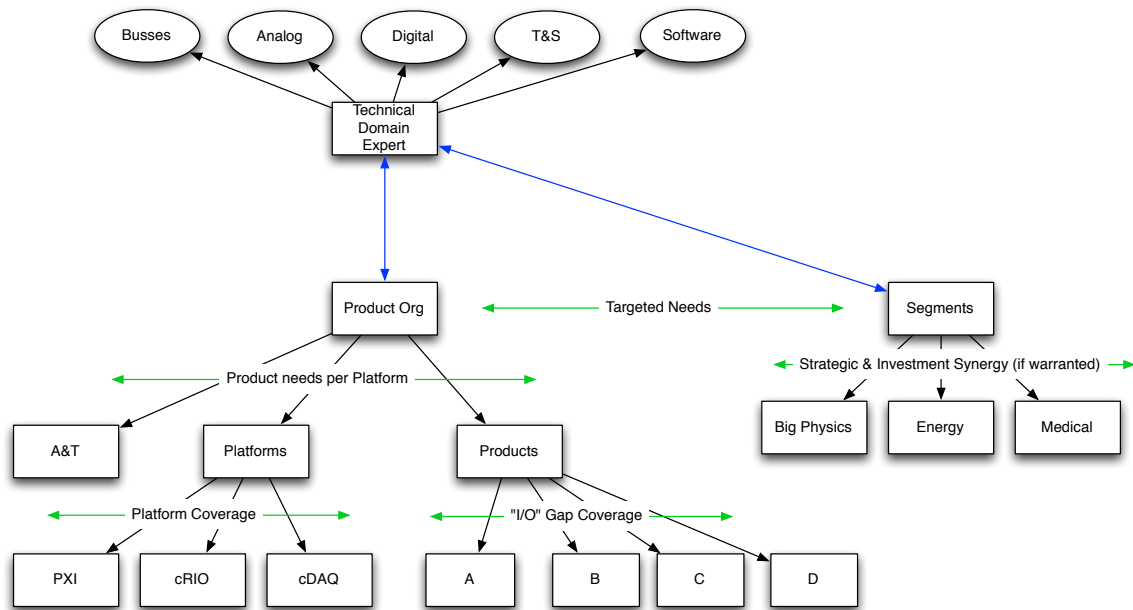 Busses
Analog
Digital
T&S
Software
Technical
Domain
Expert
Product Org
Targeted Needs
Segments
Product needs per Platform
Strategic & Investment Synergy (if warranted)
A&T
Platforms
Products
Big Physics
Energy
Medical
Platform Coverage
"I/O" Gap Coverage
PXI
cRIO
cDAQ
A
B
C
D